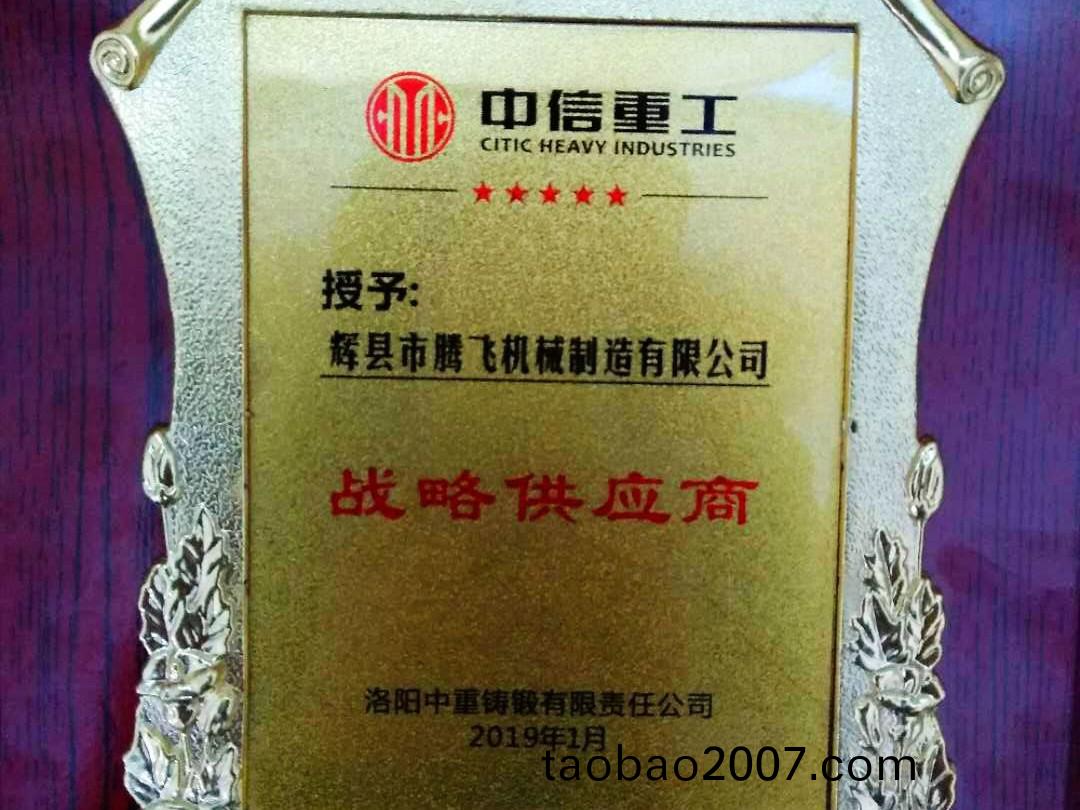 中信重工
CITIC HEAVY INDUSTRIES
授予:
辉县市腾飞机械制造有限公司
战略供应商
洛阳中重铸锻有限责任公司
2019年1月
taobao2007.com